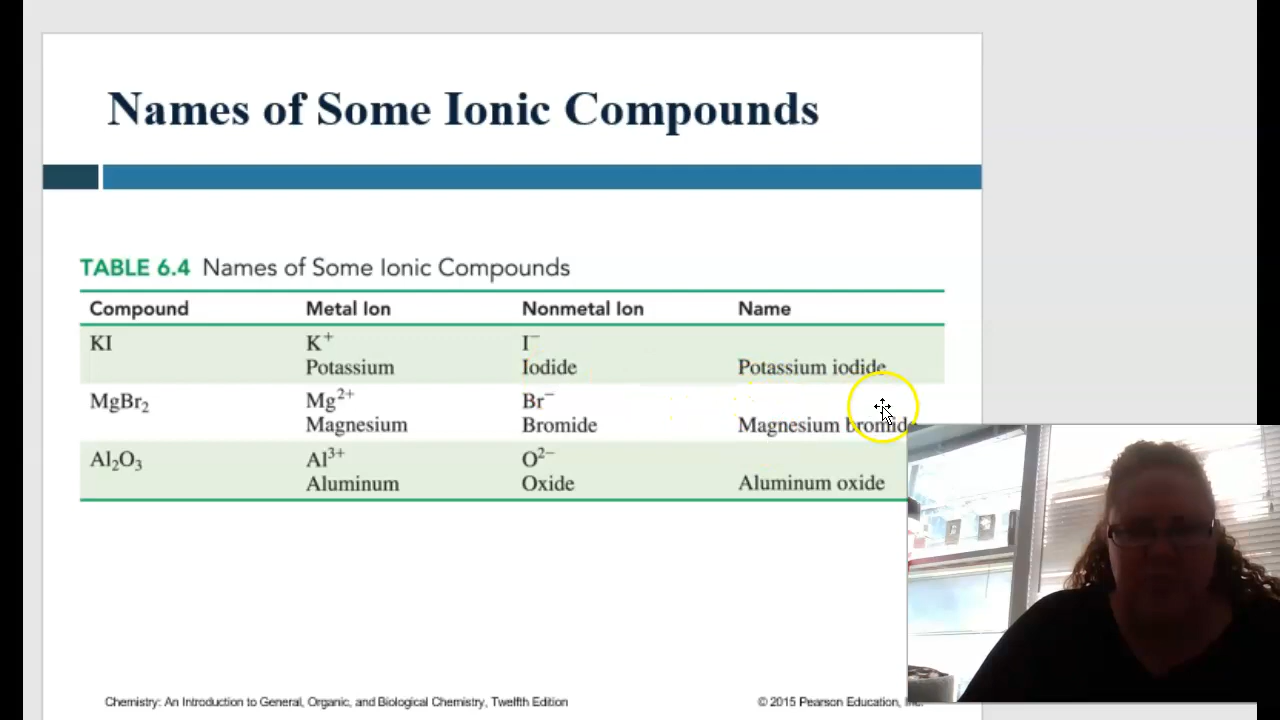 Names of Some Ionic Compounds
TABLE 6.4 Names of Some Ionic Compounds
Compound Metal Ion Nonmetal Ion Name
KI K⁺ I⁻
Potassium Iodide Potassium iodide
MgBr₂ Mg²⁺ Br⁻
Magnesium Bromide Magnesium bromide
Al₂O₃ Al³⁺ O²⁻
Aluminum Oxide Aluminum oxide
Chemistry: An Introduction to General, Organic, and Biological Chemistry, Twelfth Edition © 2015 Pearson Education, Inc.